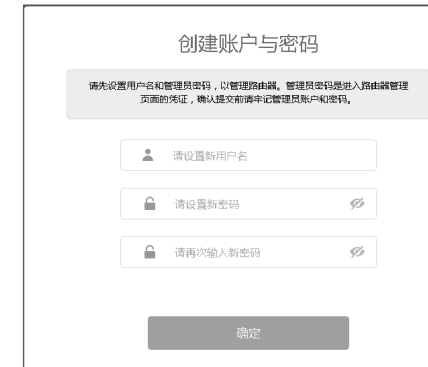 创建账户与密码
请先设置用户名和管理员密码，以管理路由器。管理员密码是进入路由器管理
页面的凭证，确认提交前请牢记管理员账户和密码。
请设置新用户名
请设置新密码
请再次输入新密码
确定